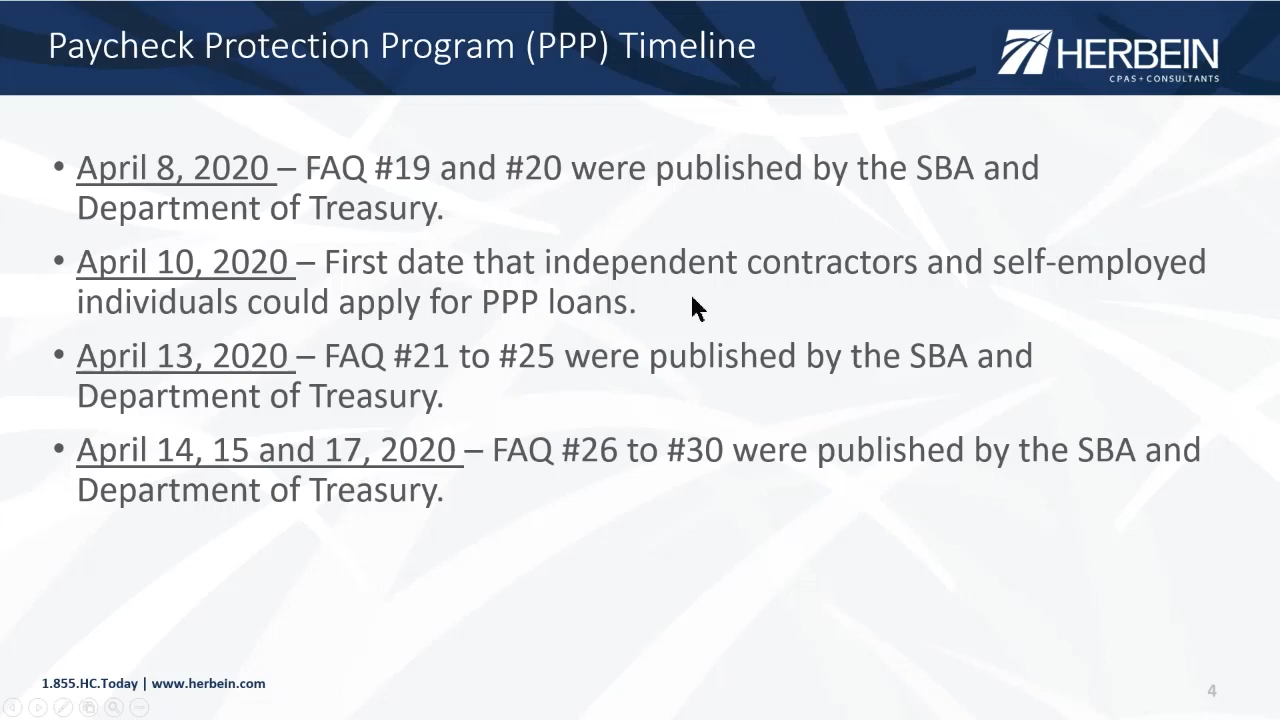 Paycheck Protection Program (PPP) Timeline
HERBEIN
CPAS+CONSULTANTS
• April 8, 2020 – FAQ #19 and #20 were published by the SBA and
Department of Treasury.
• April 10, 2020 – First date that independent contractors and self-employed
individuals could apply for PPP loans.
• April 13, 2020 – FAQ #21 to #25 were published by the SBA and
Department of Treasury.
• April 14, 15 and 17, 2020 – FAQ #26 to #30 were published by the SBA and
Department of Treasury.
1.855.HC.Today | www.herbein.com
4